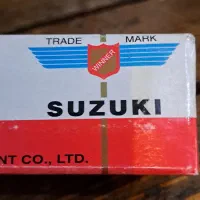 TRADE MARK
WINNER
SUZUKI
NT CO., LTD.